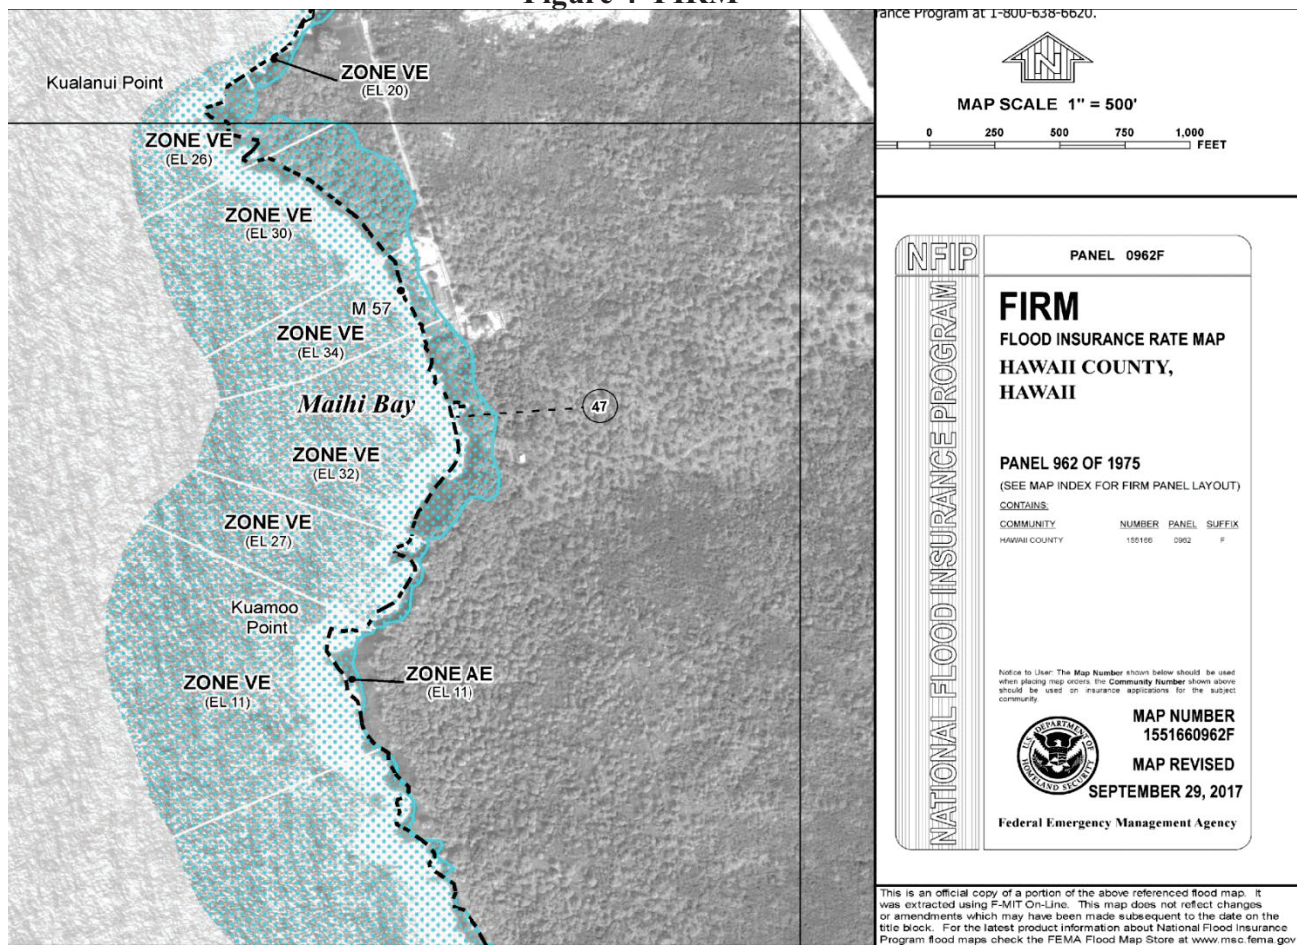 Figure 4 FIRM
rance Program at 1-800-638-6620.
N
MAP SCALE 1" = 500'
0 250 500 750 1,000
FEET
Kualanui Point
ZONE VE
(EL 20)
ZONE VE
(EL 26)
ZONE VE
(EL 30)
M 57
ZONE VE
(EL 34)
Maihi Bay
47
ZONE VE
(EL 32)
ZONE VE
(EL 27)
Kuamoo
Point
ZONE AE
(EL 11)
ZONE VE
(EL 11)
NFIP
NATIONAL FLOOD INSURANCE PROGRAM
PANEL 0962F
FIRM
FLOOD INSURANCE RATE MAP
HAWAII COUNTY,
HAWAII
PANEL 962 OF 1975
(SEE MAP INDEX FOR FIRM PANEL LAYOUT)
CONTAINS:
COMMUNITY NUMBER PANEL SUFFIX
HAWAII COUNTY 155166 0962 F
Notice to User: The Map Number shown below should be used
when placing map orders; the Community Number shown above
should be used on insurance applications for the subject
community.
U.S. DEPARTMENT OF
HOMELAND SECURITY
MAP NUMBER
1551660962F
MAP REVISED
SEPTEMBER 29, 2017
Federal Emergency Management Agency
This is an official copy of a portion of the above referenced flood map. It
was extracted using F-MIT On-Line. This map does not reflect changes
or amendments which may have been made subsequent to the date on the
title block. For the latest product information about National Flood Insurance
Program flood maps check the FEMA Flood Map Store at www.msc.fema.gov